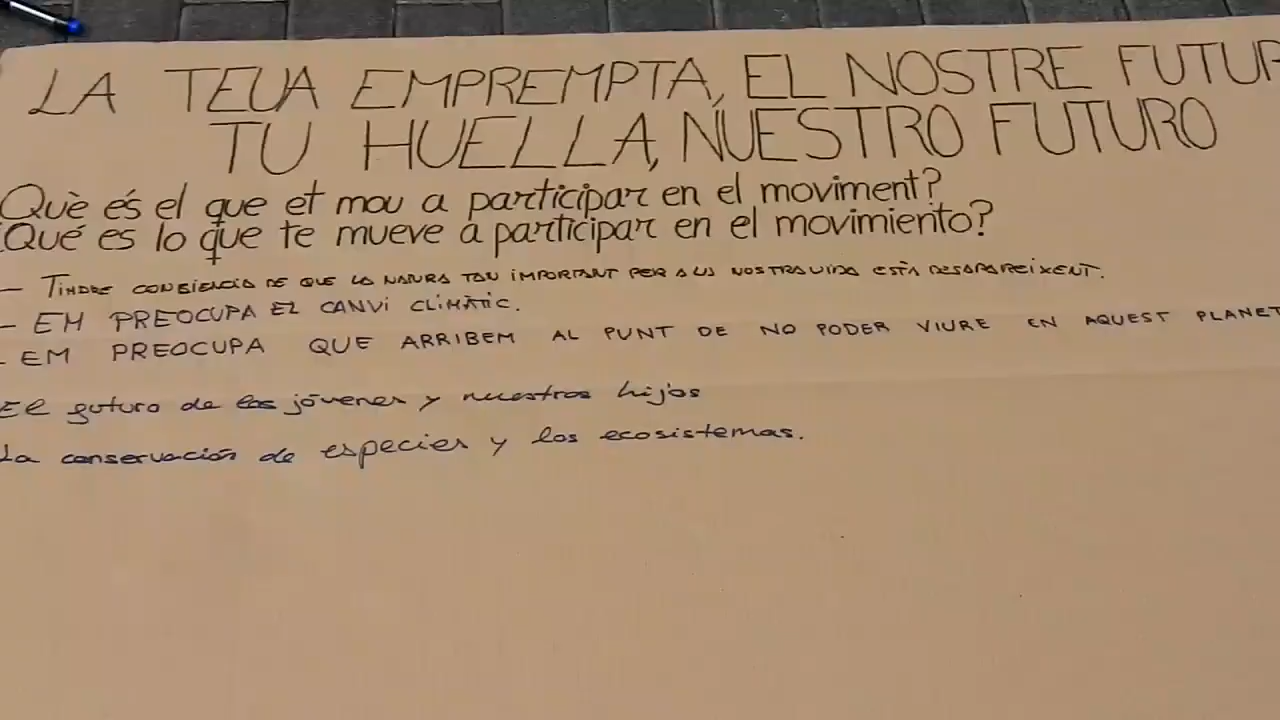 LA TEUA EMPREMPTA, EL NOSTRE FUTUR
TU HUELLA, NUESTRO FUTURO
Què és el que et mou a participar en el moviment?
¿Qué es lo que te mueve a participar en el movimiento?
- TINDRE CONSIENCIA DE QUE LA NATURA TAN IMPORTANT PER A LA NOSTRA VIDA ESTÀ DESAPAREIXENT.
- EM PREOCUPA EL CANVI CLIMÀTIC.
- EM PREOCUPA QUE ARRIBEM AL PUNT DE NO PODER VIURE EN AQUEST PLANET
El futuro de los jóvenes y nuestros hijos
La conservación de especies y los ecosistemas.